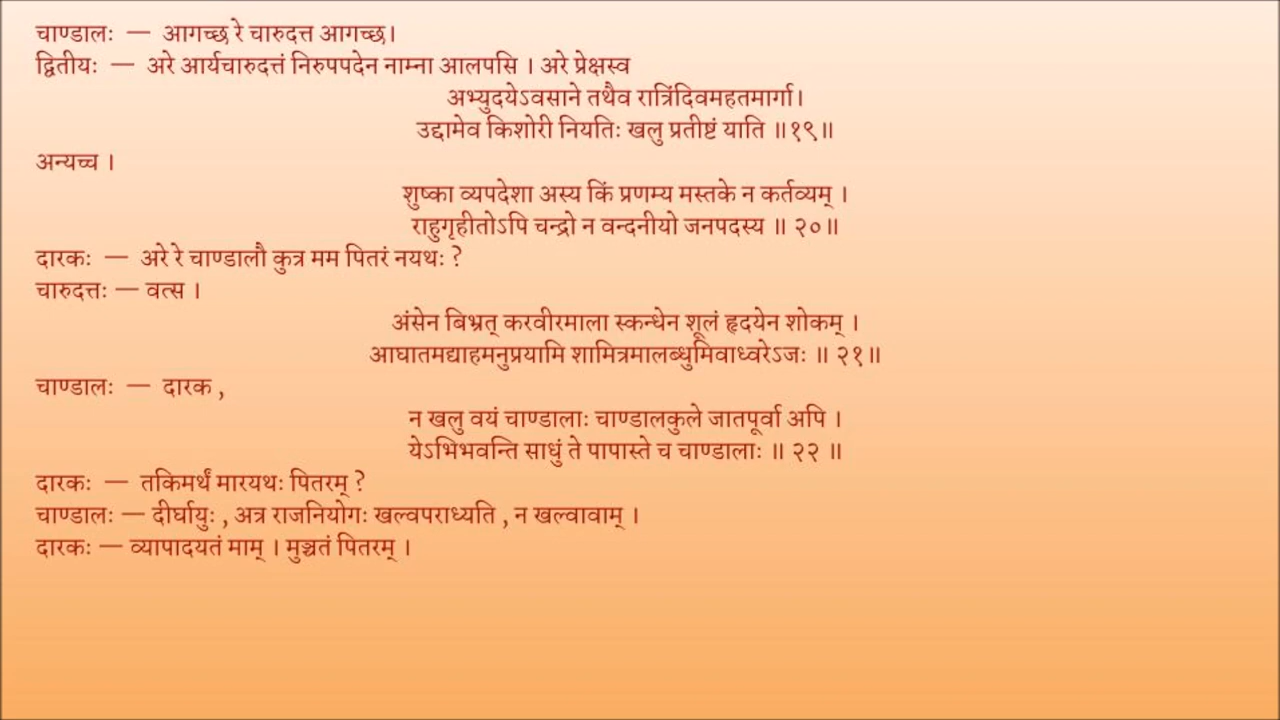 चाण्डालः — आगच्छ रे चारुदत्त आगच्छ।
द्वितीयः — अरे आर्यचारुदत्तं निरुपपदेन नाम्ना आलपसि । अरे प्रेक्षस्व
अभ्युदयेऽवसाने तथैव रात्रिंदिवमहतमार्गा।
उद्दामेव किशोरी नियतिः खलु प्रतीष्टं याति ॥१९॥
अन्यच्च ।
शुष्का व्यपदेशा अस्य किं प्रणम्य मस्तके न कर्तव्यम् ।
राहुगृहीतोऽपि चन्द्रो न वन्दनीयो जनपदस्य ॥ २०॥
दारकः — अरे रे चाण्डालौ कुत्र मम पितरं नयथः ?
चारुदत्तः — वत्स ।
अंसेन बिभ्रत् करवीरमाला स्कन्धेन शूलं हृदयेन शोकम् ।
आघातमद्याहमनुप्रयामि शामित्रमालब्धुमिवाध्वरेऽजः ॥ २१॥
चाण्डालः — दारक ,
न खलु वयं चाण्डालाः चाण्डालकुले जातपूर्वा अपि ।
येऽभिभवन्ति साधुं ते पापास्ते च चाण्डालाः ॥ २२ ॥
दारकः — तकिमर्थं मारयथः पितरम् ?
चाण्डालः — दीर्घायुः , अत्र राजनियोगः खल्वपराध्यति , न खल्वावाम् ।
दारकः — व्यापादयतं माम् । मुञ्चतं पितरम् ।